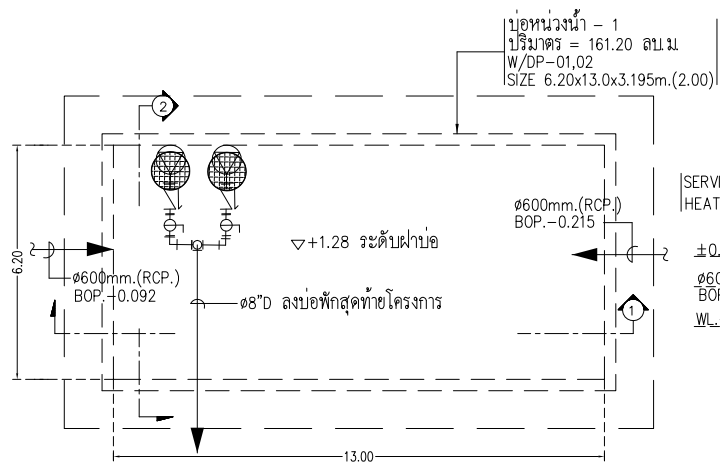 บ่อหน่วงน้ำ - 1
ปริมาตร = 161.20 ลบ.ม.
W/DP-01,02
SIZE 6.20x13.0x3.195m.(2.00)
2
SERVI
HEAT
ø600mm.(RCP.)
BOP.-0.215
+1.28 ระดับฝาบ่อ
6.20
ø600mm.(RCP.)
BOP.-0.092
±0.
ø60
BOP
WL.
ø8"D ลงบ่อพักสุดท้ายโครงการ
1
13.00